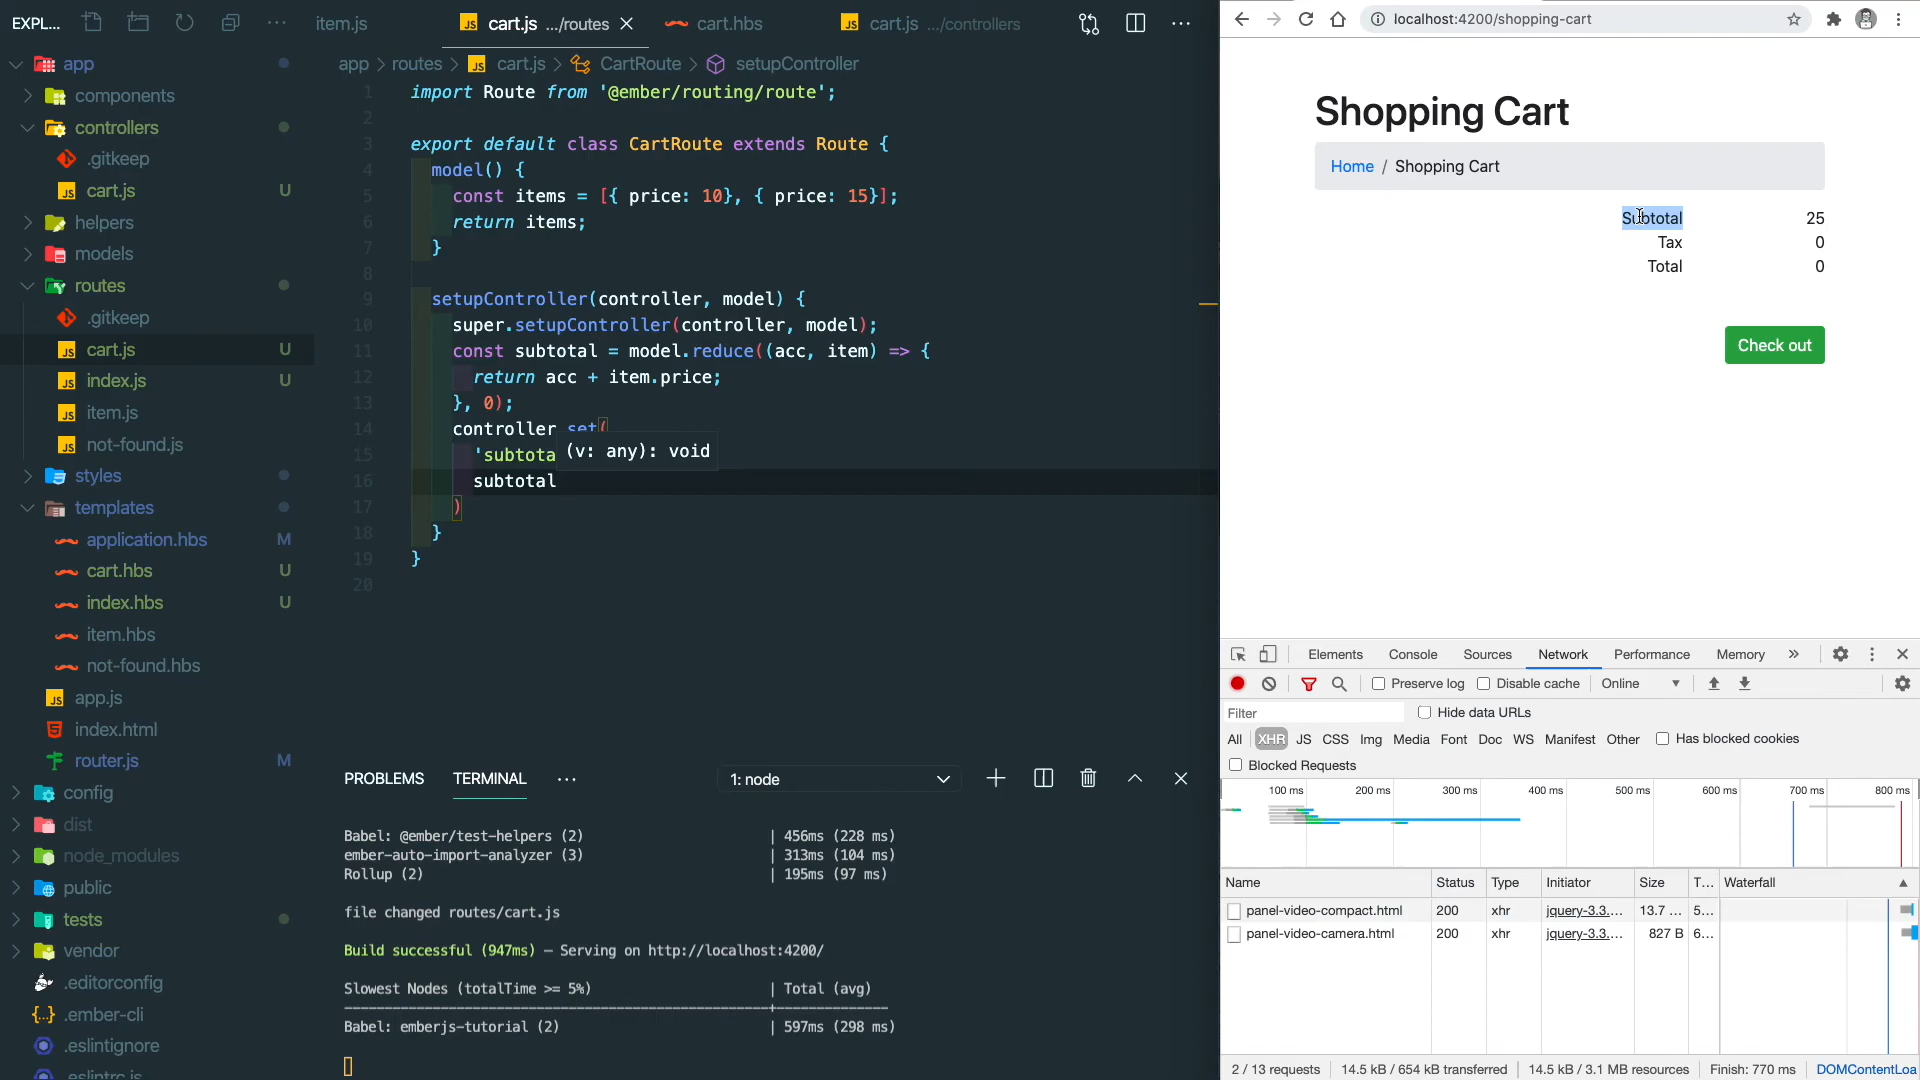 EXPL...
item.js
cart.js .../routes
cart.hbs
cart.js .../controllers
app > routes > cart.js > CartRoute > setupController
app
components
controllers
.gitkeep
cart.js U
helpers
models
routes
.gitkeep
cart.js U
index.js U
item.js
not-found.js
styles
templates
application.hbs M
cart.hbs U
index.hbs U
item.hbs
not-found.hbs
app.js
index.html
router.js M
config
dist
node_modules
public
tests
vendor
.editorconfig
.ember-cli
.eslintignore
.eslintrc.js
1 import Route from '@ember/routing/route';
2
3 export default class CartRoute extends Route {
4 model() {
5 const items = [{ price: 10}, { price: 15}];
6 return items;
7 }
8
9 setupController(controller, model) {
10 super.setupController(controller, model);
11 const subtotal = model.reduce((acc, item) => {
12 return acc + item.price;
13 }, 0);
14 controller set(
15 'subtota
(v: any): void
16 subtotal
17 )
18 }
19 }
20
PROBLEMS TERMINAL ... 1: node
Babel: @ember/test-helpers (2) | 456ms (228 ms)
ember-auto-import-analyzer (3) | 313ms (104 ms)
Rollup (2) | 195ms (97 ms)
file changed routes/cart.js
Build successful (947ms) – Serving on http://localhost:4200/
Slowest Nodes (totalTime >= 5%) | Total (avg)
Babel: emberjs-tutorial (2) | 597ms (298 ms)
localhost:4200/shopping-cart
Shopping Cart
Home / Shopping Cart
Subtotal 25
Tax 0
Total 0
Check out
Elements Console Sources Network Performance Memory »
Preserve log Disable cache Online
Filter Hide data URLs
All XHR JS CSS Img Media Font Doc WS Manifest Other Has blocked cookies
Blocked Requests
100 ms 200 ms 300 ms 400 ms 500 ms 600 ms 700 ms 800 ms
Name Status Type Initiator Size T... Waterfall
panel-video-compact.html 200 xhr jquery-3.3.... 13.7 ... 5...
panel-video-camera.html 200 xhr jquery-3.3.... 827 B 6...
2 / 13 requests 14.5 kB / 654 kB transferred 14.5 kB / 3.1 MB resources Finish: 770 ms DOMContentLoa